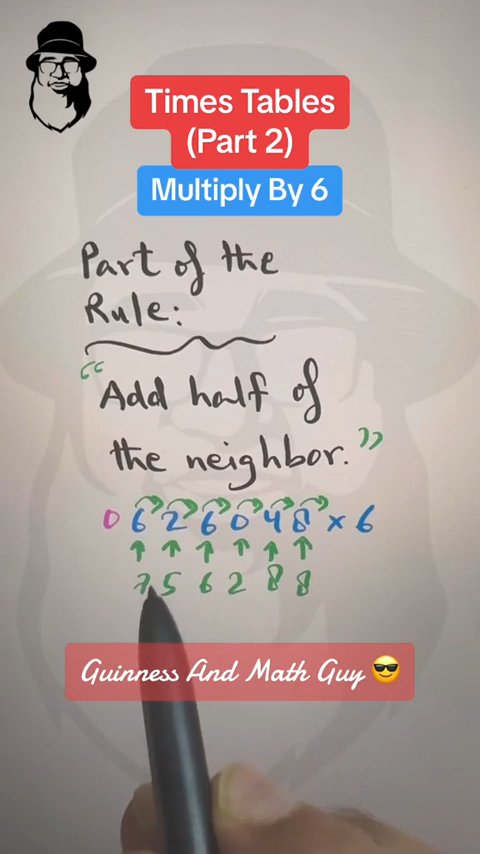 Times Tables
(Part 2)
Multiply By 6
Part of the
Rule:
“Add half of
the neighbor.”
0 6 2 6 0 4 8 × 6
7 5 6 2 8 8
Guinness And Math Guy 😎